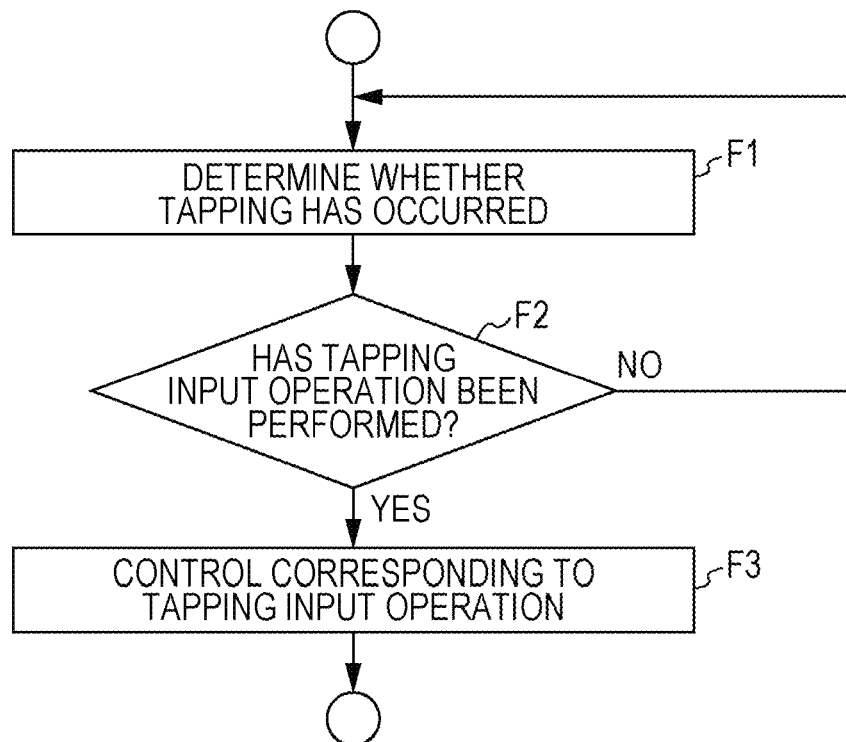 DETERMINE WHETHER
TAPPING HAS OCCURRED
F1
F2
HAS TAPPING
INPUT OPERATION BEEN
PERFORMED?
NO
YES
CONTROL CORRESPONDING TO
TAPPING INPUT OPERATION
F3